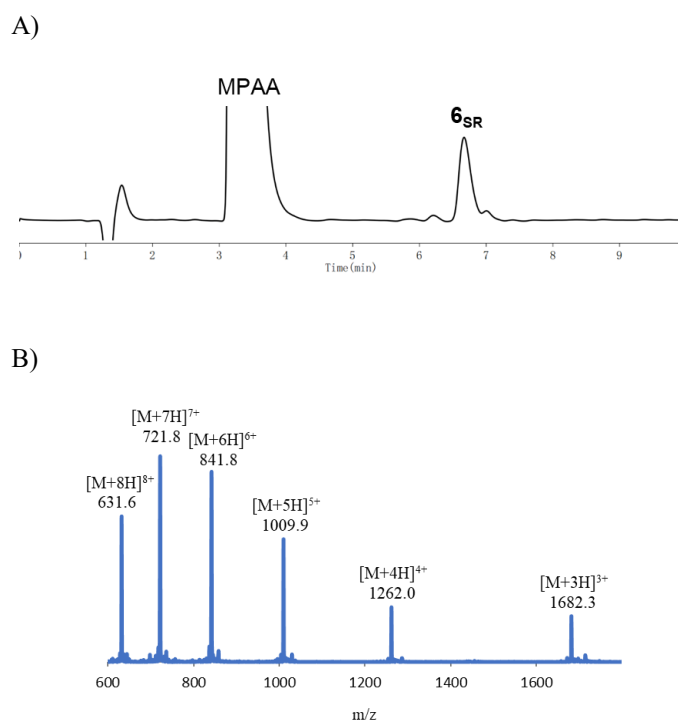 A)
MPAA
6SR
0 1 2 3 4 5 6 7 8 9
Time(min)
B)
[M+7H]7+
721.8
[M+6H]6+
841.8
[M+8H]8+
631.6
[M+5H]5+
1009.9
[M+4H]4+
1262.0
[M+3H]3+
1682.3
600 800 1000 1200 1400 1600
m/z